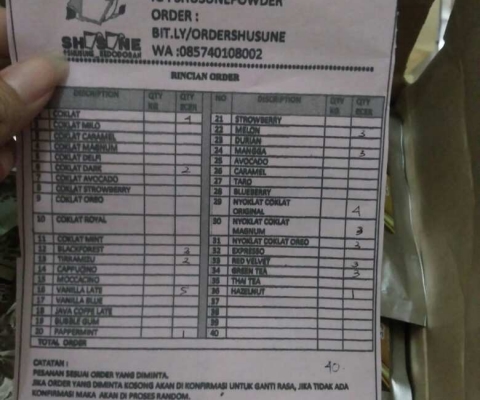 IG : SHUSUNEPOWDER
ORDER :
BIT.LY/ORDERSHUSUNE
WA :085740108002
SHUSUNE
RINCIAN ORDER
DESCRIPTION QTY KG QTY ECER
1 COKLAT
2 COKLAT MILO
3 COKLAT CARAMEL
4 COKLAT MAGNUM
5 COKLAT DELFI
6 COKLAT DARK 2
7 COKLAT AVOCADO
8 COKLAT STRAWBERRY
9 COKLAT OREO
10 COKLAT ROYAL
11 COKLAT MINT
12 BLACKFOREST 2
13 TIRRAMIZU 2
14 CAPPUCINO
15 MOCCACINO
16 VANILLA LATE 5
17 VANILLA BLUE
18 JAVA COFFE LATE
19 BUBBLE GUM
20 PAPPERMINT 1
TOTAL ORDER
NO DESCRIPTION QTY KG QTY ECER
21 STROWBERRY
22 MELON 3
23 DURIAN
24 MANGGA 3
25 AVOCADO
26 CARAMEL
27 TARO
28 BLUEBERRY
29 NYOKLAT COKLAT
ORIGINAL 4
30 NYOKLAT COKLAT
MAGNUM 3
31 NYOKLAT COKLAT OREO 2
32 EXPRESSO
33 RED VELVET 3
34 GREEN TEA 3
35 THAI TEA
36 HAZELNUT 1
37
38
39
40
40
CATATAN :
PESANAN SESUAI ORDER YANG DIMINTA.
JIKA ORDER YANG DIMINTA KOSONG AKAN DI KONFIRMASI UNTUK GANTI RASA, JIKA TIDAK ADA
KONFIRMASI MAKA AKAN DI PROSES RANDOM.